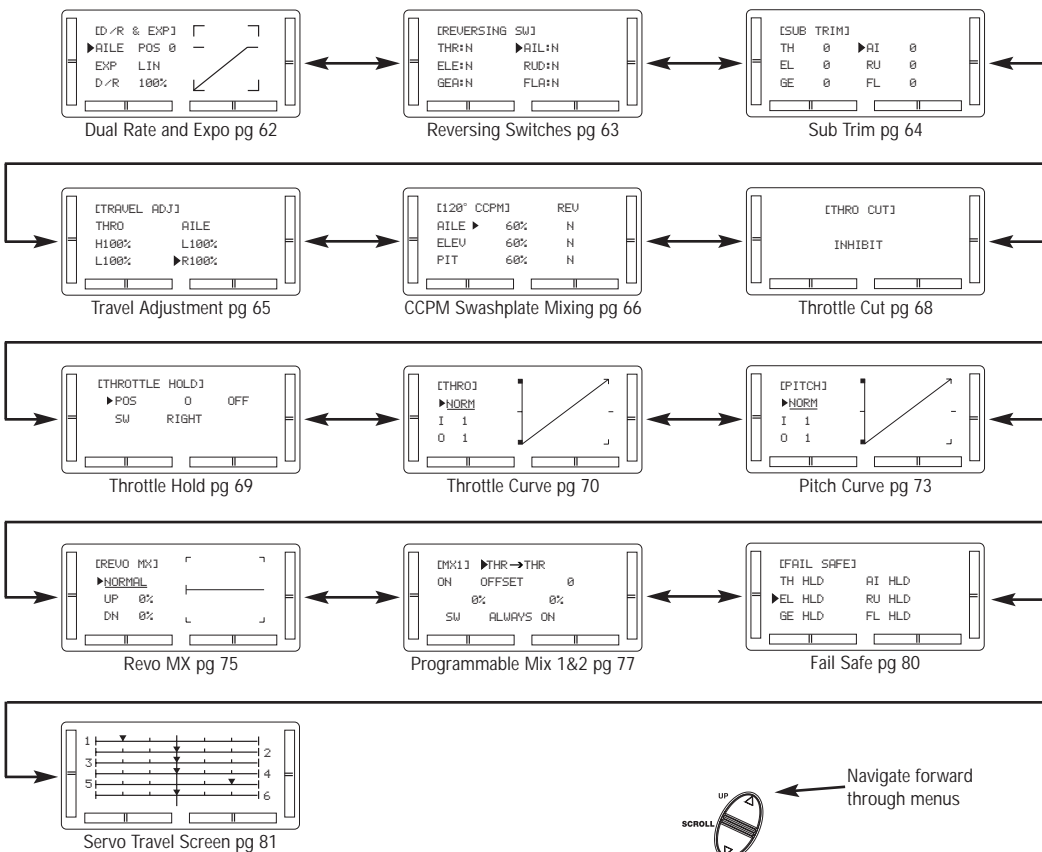 [D/R & EXP]
▶AILE POS 0
EXP LIN
D/R 100%
Dual Rate and Expo pg 62
[REVERSING SW]
THR:N ▶AIL:N
ELE:N RUD:N
GEA:N FLA:N
Reversing Switches pg 63
[SUB TRIM]
TH 0 ▶AI 0
EL 0 RU 0
GE 0 FL 0
Sub Trim pg 64
[TRAVEL ADJ]
THRO AILE
H100% L100%
L100% ▶R100%
Travel Adjustment pg 65
[120° CCPM] REV
AILE ▶ 60% N
ELEV 60% N
PIT 60% N
CCPM Swashplate Mixing pg 66
[THRO CUT]
INHIBIT
Throttle Cut pg 68
[THROTTLE HOLD]
▶POS 0 OFF
SW RIGHT
Throttle Hold pg 69
[THRO]
▶NORM
I 1
O 1
Throttle Curve pg 70
[PITCH]
▶NORM
I 1
O 1
Pitch Curve pg 73
[REVO MX]
▶NORMAL
UP 0%
DN 0%
Revo MX pg 75
[MX1] ▶THR→THR
ON OFFSET 0
0% 0%
SW ALWAYS ON
Programmable Mix 1&2 pg 77
[FAIL SAFE]
TH HLD AI HLD
▶EL HLD RU HLD
GE HLD FL HLD
Fail Safe pg 80
1
2
3
4
5
6
Servo Travel Screen pg 81
UP
SCROLL
Navigate forward
through menus